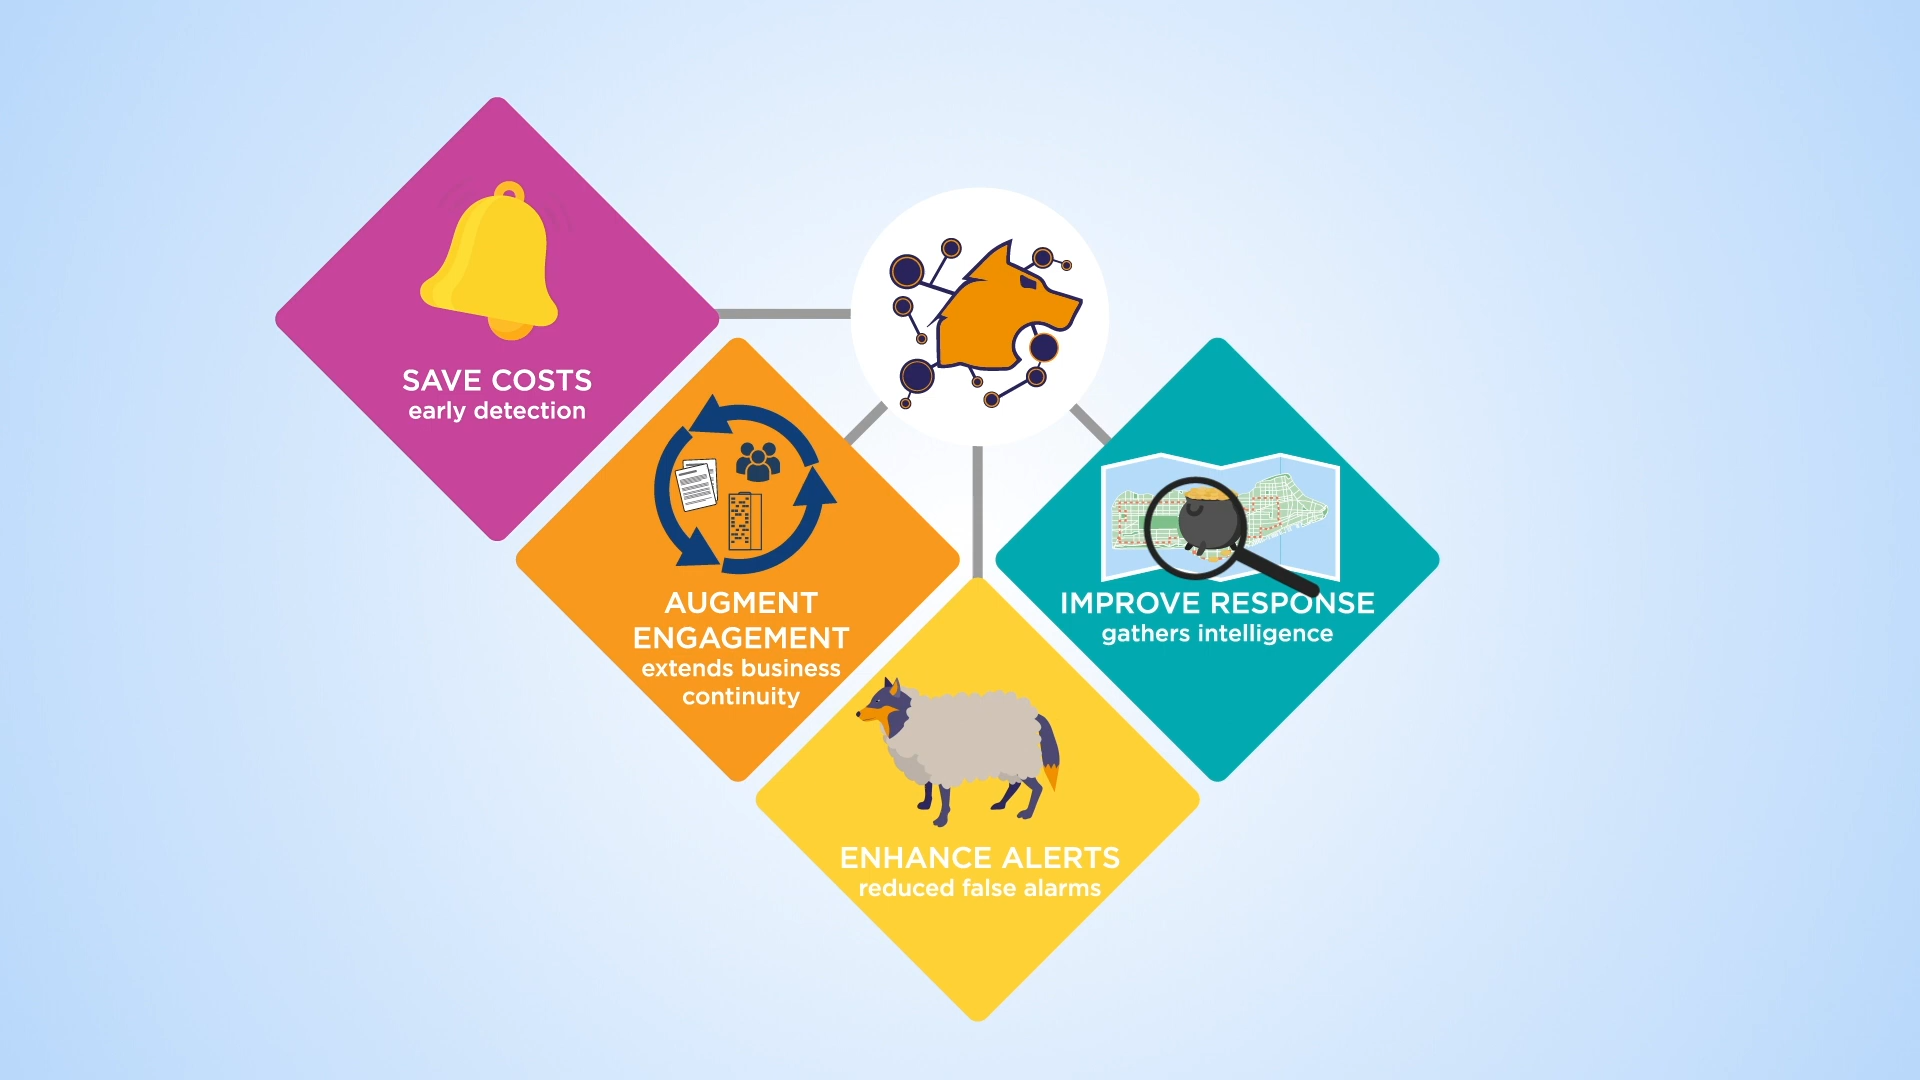 SAVE COSTS
early detection
AUGMENT
ENGAGEMENT
extends business
continuity
IMPROVE RESPONSE
gathers intelligence
ENHANCE ALERTS
reduced false alarms